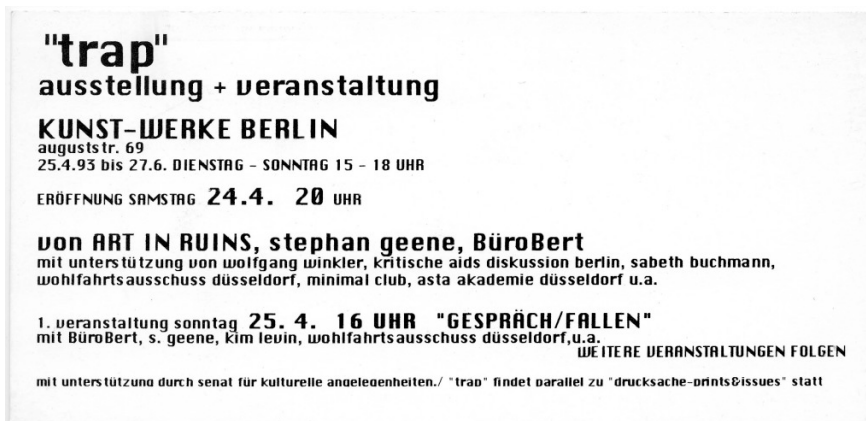 "trap"
ausstellung + veranstaltung
KUNST-WERKE BERLIN
auguststr. 69
25.4.93 bis 27.6. DIENSTAG - SONNTAG 15 - 18 UHR
ERÖFFNUNG SAMSTAG 24.4. 20 UHR
von ART IN RUINS, stephan geene, BüroBert
mit unterstützung von wolfgang winkler, kritische aids diskussion berlin, sabeth buchmann,
wohlfahrtsausschuss düsseldorf, minimal club, asta akademie düsseldorf u.a.
1. veranstaltung sonntag 25. 4. 16 UHR "GESPRÄCH/FALLEN"
mit BüroBert, s. geene, kim levin, wohlfahrtsausschuss düsseldorf,u.a.
WEITERE VERANSTALTUNGEN FOLGEN
mit unterstützung durch senat für kulturelle angelegenheiten./ "trap" findet parallel zu "drucksache-prints&issues" statt